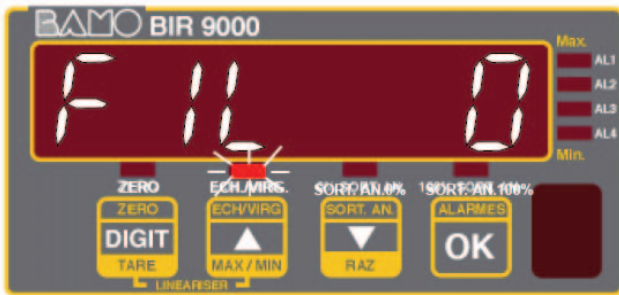 BAMO BIR 9000
FIL 0
Max.
AL1
AL2
AL3
AL4
Min.
ZERO ECH./VIRG. SORT. AN.0% SORT. AN.100%
ZERO ECH/VIRG SORT. AN. ALARMES
DIGIT OK
TARE MAX / MIN RAZ
LINEARISER